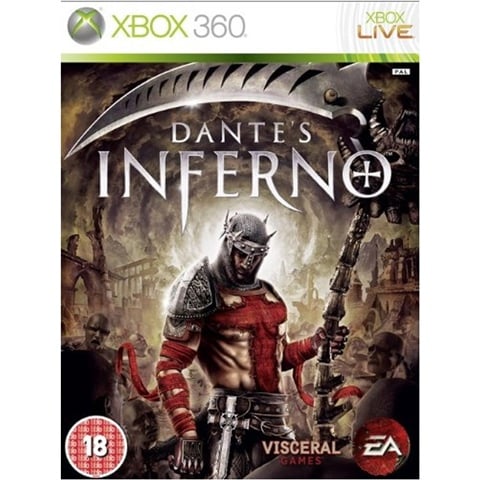 XBOX 360
XBOX
LIVE
PAL
DANTE'S
INFERNO
18
VISCERAL
GAMES
EA